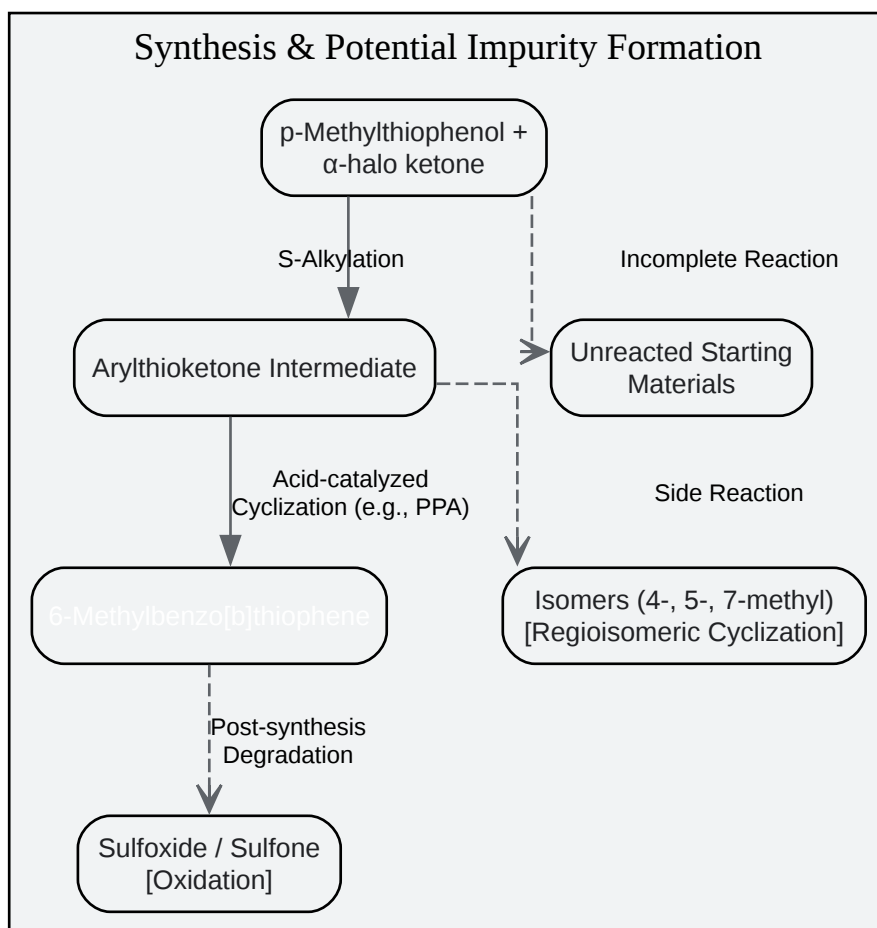 Synthesis & Potential Impurity Formation
p-Methylthiophenol +
α-halo ketone
S-Alkylation
Incomplete Reaction
Arylthioketone Intermediate
Unreacted Starting
Materials
Acid-catalyzed
Cyclization (e.g., PPA)
Side Reaction
6-Methylbenzo[b]thiophene
Isomers (4-, 5-, 7-methyl)
[Regioisomeric Cyclization]
Post-synthesis
Degradation
Sulfoxide / Sulfone
[Oxidation]